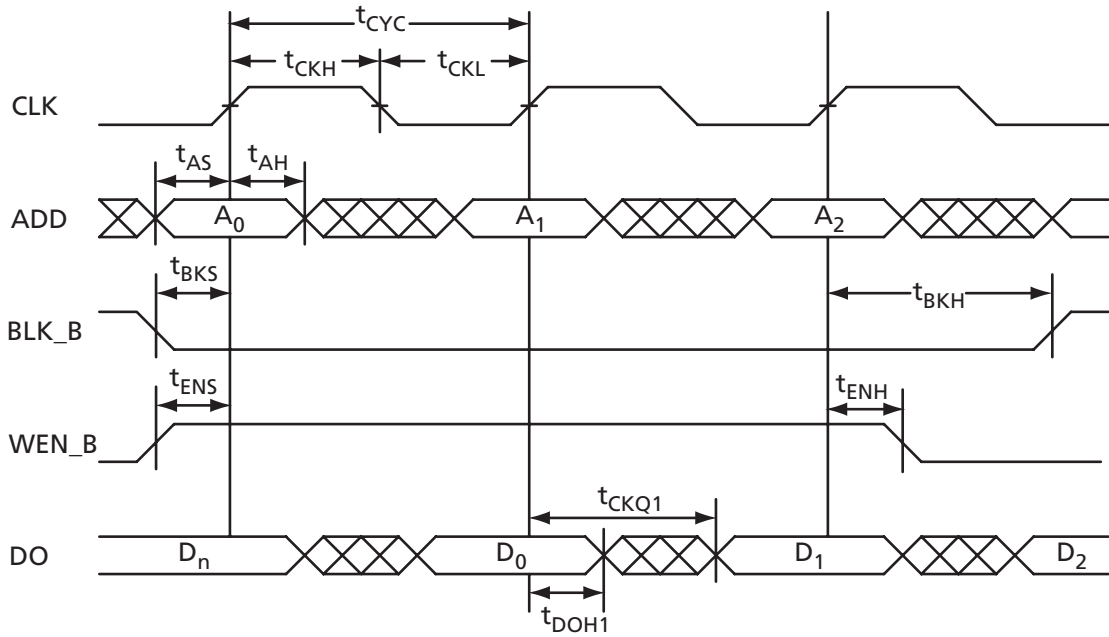 tCYC
tCKH tCKL
CLK
tAS tAH
ADD A0 A1 A2
tBKS tBKH
BLK_B
tENS tENH
WEN_B
tCKQ1
DO Dn D0 D1 D2
tDOH1